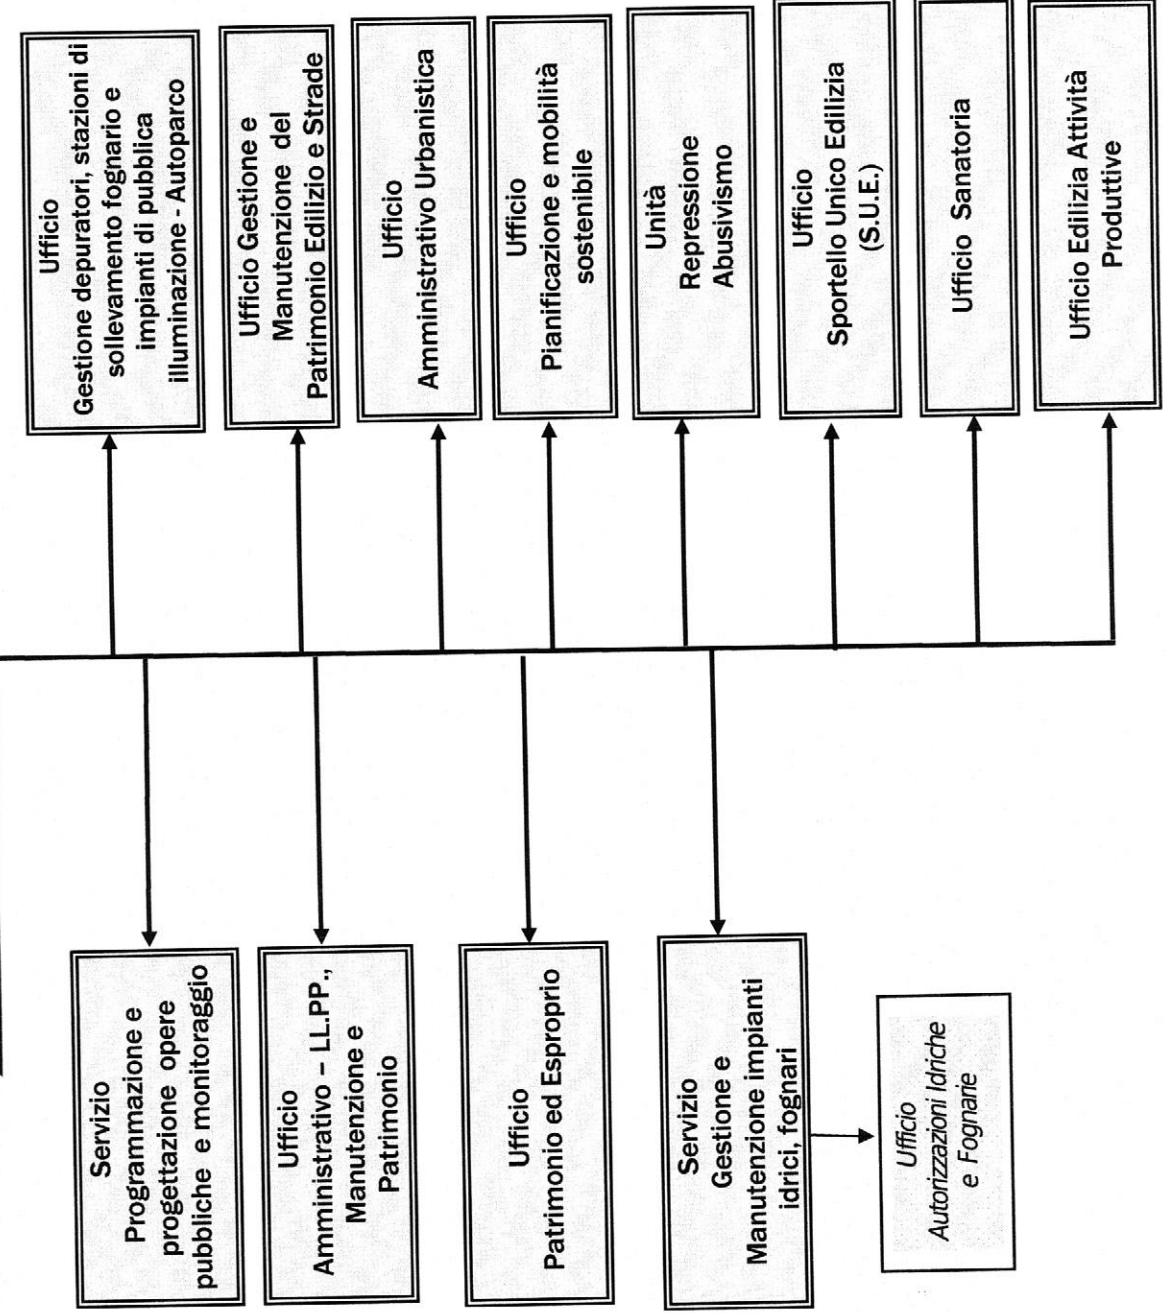 Servizio
Programmazione e
progettazione opere
pubbliche e monitoraggio
Ufficio
Amministrativo – LL.PP.,
Manutenzione e
Patrimonio
Ufficio
Patrimonio ed Esproprio
Servizio
Gestione e
Manutenzione impianti
idrici, fognari
Ufficio
Autorizzazioni Idriche
e Fognarie
Ufficio
Gestione depuratori, stazioni di
sollevamento fognario e
impianti di pubblica
illuminazione - Autoparco
Ufficio Gestione e
Manutenzione del
Patrimonio Edilizio e Strade
Ufficio
Amministrativo Urbanistica
Ufficio
Pianificazione e mobilità
sostenibile
Unità
Repressione
Abusivismo
Ufficio
Sportello Unico Edilizia
(S.U.E.)
Ufficio Sanatoria
Ufficio Edilizia Attività
Produttive